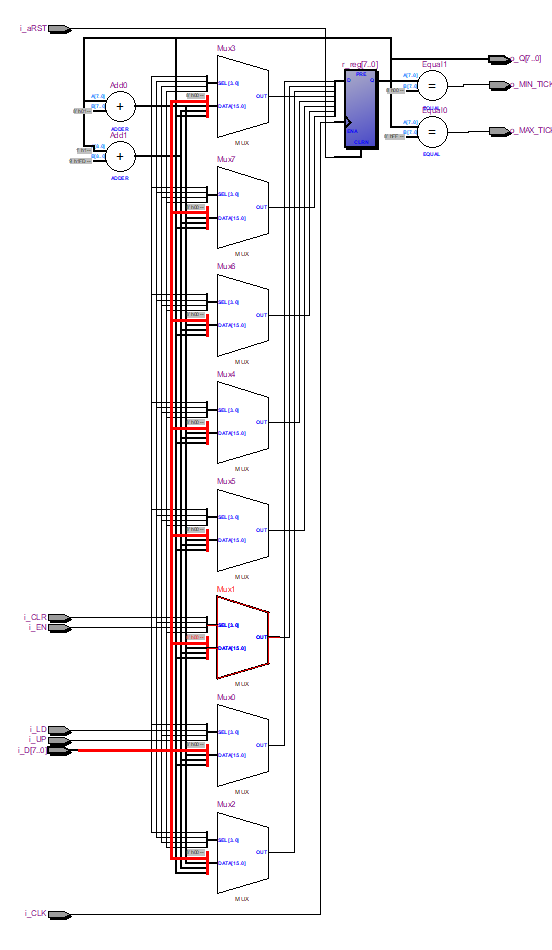 i_aRST
Mux3
SEL[3..0]
DATA[15..0]
OUT
MUX
r_reg[7..0]
PRE
D
Q
ENA
CLRN
Equal1
A[7..0]
B[7..0]
=
EQUAL
o_Q[7..0]
o_MIN_TICK
Equal0
A[7..0]
B[7..0]
=
EQUAL
o_MAX_TICK
Add0
A[7..0]
B[7..0]
+
ADDER
Add1
+
ADDER
Mux7
SEL[3..0]
DATA[15..0]
OUT
MUX
Mux6
SEL[3..0]
DATA[15..0]
OUT
MUX
Mux4
SEL[3..0]
DATA[15..0]
OUT
MUX
Mux5
SEL[3..0]
DATA[15..0]
OUT
MUX
Mux1
SEL[3..0]
DATA[15..0]
OUT
MUX
i_CLR
i_EN
Mux0
SEL[3..0]
DATA[15..0]
OUT
MUX
i_LD
i_UP
i_D[7..0]
Mux2
SEL[3..0]
DATA[15..0]
OUT
MUX
i_CLK